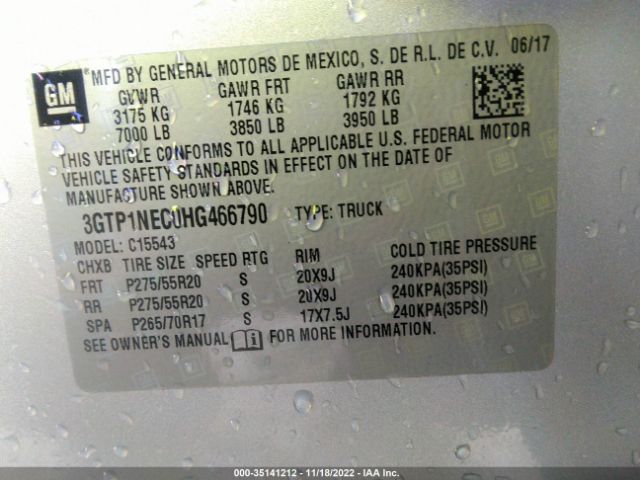 GM
® MFD BY GENERAL MOTORS DE MEXICO, S. DE R.L. DE C.V. 06/17
GVWR GAWR FRT GAWR RR
3175 KG 1746 KG 1792 KG
7000 LB 3850 LB 3950 LB
THIS VEHICLE CONFORMS TO ALL APPLICABLE U.S. FEDERAL MOTOR
VEHICLE SAFETY STANDARDS IN EFFECT ON THE DATE OF
MANUFACTURE SHOWN ABOVE.
3GTP1NEC0HG466790 TYPE: TRUCK
MODEL: C15543
CHXB TIRE SIZE SPEED RTG RIM COLD TIRE PRESSURE
FRT P275/55R20 S 20X9J 240KPA(35PSI)
RR P275/55R20 S 20X9J 240KPA(35PSI)
SPA P265/70R17 S 17X7.5J 240KPA(35PSI)
SEE OWNER'S MANUAL i FOR MORE INFORMATION.
000-35141212 - 11/18/2022 - IAA Inc.